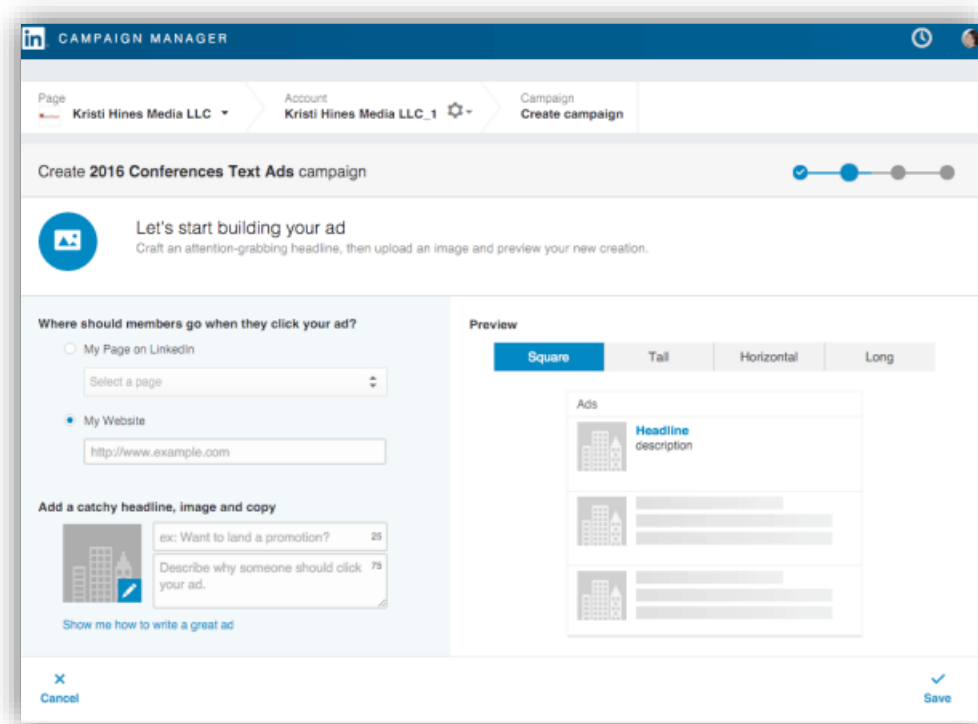 in CAMPAIGN MANAGER
Page
Kristi Hines Media LLC
Account
Kristi Hines Media LLC_1
Campaign
Create campaign
Create 2016 Conferences Text Ads campaign
Let's start building your ad
Craft an attention-grabbing headline, then upload an image and preview your new creation.
Where should members go when they click your ad?
My Page on LinkedIn
Select a page
My Website
http://www.example.com
Add a catchy headline, image and copy
ex: Want to land a promotion? 25
Describe why someone should click 75
your ad.
Show me how to write a great ad
Preview
Square Tall Horizontal Long
Ads
Headline
description
Cancel
Save